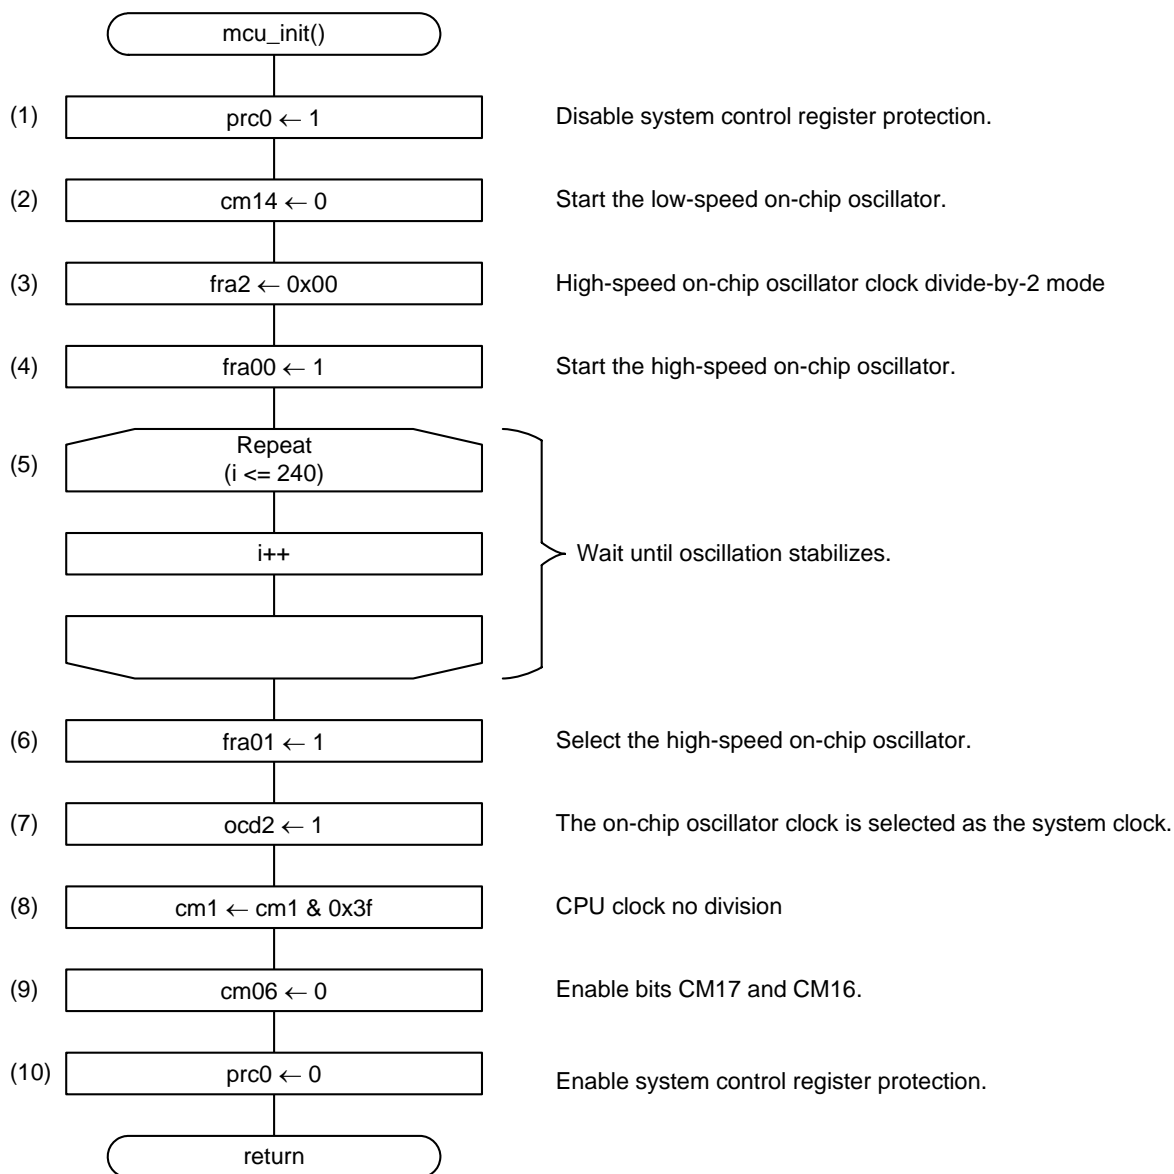 mcu_init()
(1) prc0 ← 1 Disable system control register protection.
(2) cm14 ← 0 Start the low-speed on-chip oscillator.
(3) fra2 ← 0x00 High-speed on-chip oscillator clock divide-by-2 mode
(4) fra00 ← 1 Start the high-speed on-chip oscillator.
(5) Repeat
(i <= 240)
i++ Wait until oscillation stabilizes.
(6) fra01 ← 1 Select the high-speed on-chip oscillator.
(7) ocd2 ← 1 The on-chip oscillator clock is selected as the system clock.
(8) cm1 ← cm1 & 0x3f CPU clock no division
(9) cm06 ← 0 Enable bits CM17 and CM16.
(10) prc0 ← 0 Enable system control register protection.
return